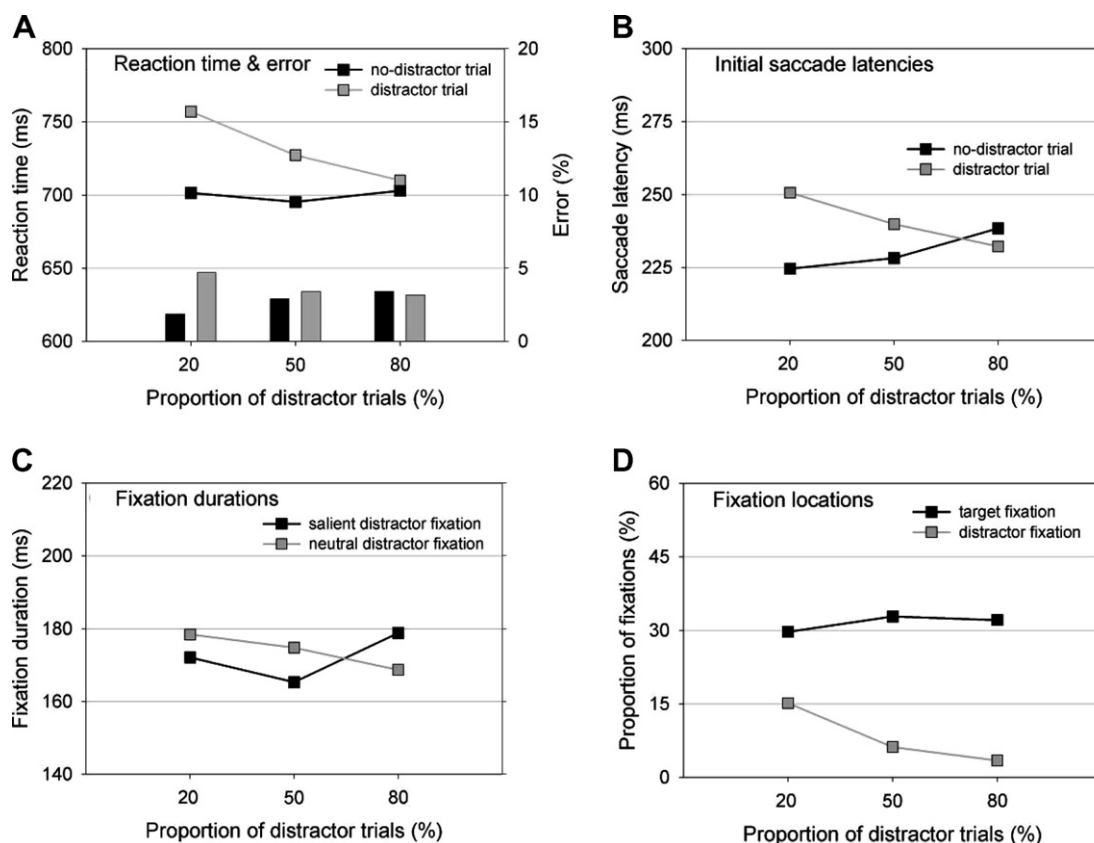 A
Reaction time & error
no-distractor trial
distractor trial
800
750
700
650
600
20
15
10
5
0
Reaction time (ms)
Error (%)
20 50 80
Proportion of distractor trials (%)
B
Initial saccade latencies
no-distractor trial
distractor trial
300
275
250
225
200
Saccade latency (ms)
20 50 80
Proportion of distractor trials (%)
C
Fixation durations
salient distractor fixation
neutral distractor fixation
220
200
180
160
140
Fixation duration (ms)
20 50 80
Proportion of distractor trials (%)
D
Fixation locations
target fixation
distractor fixation
60
45
30
15
0
Proportion of fixations (%)
20 50 80
Proportion of distractor trials (%)